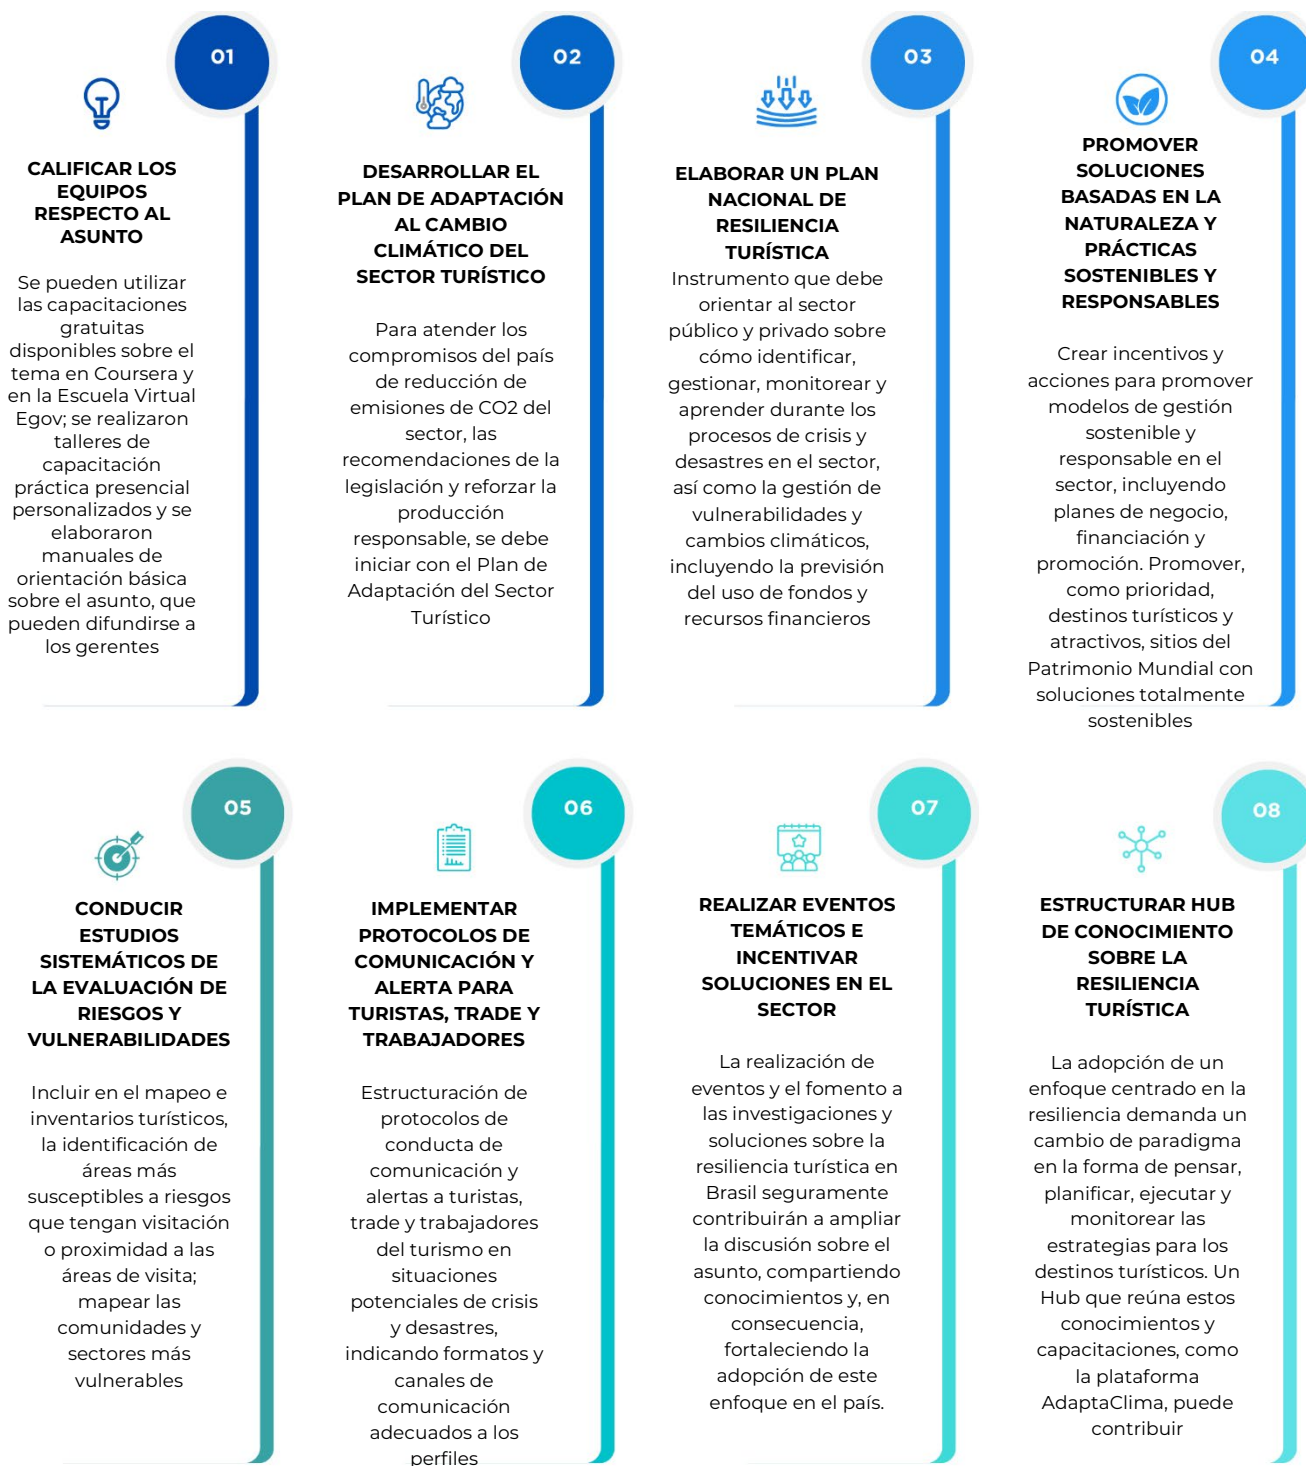 01
CALIFICAR LOS
EQUIPOS
RESPECTO AL
ASUNTO
Se pueden utilizar
las capacitaciones
gratuitas
disponibles sobre el
tema en Coursera y
en la Escuela Virtual
Egov; se realizaron
talleres de
capacitación
práctica presencial
personalizados y se
elaboraron
manuales de
orientación básica
sobre el asunto, que
pueden difundirse a
los gerentes
02
DESARROLLAR EL
PLAN DE ADAPTACIÓN
AL CAMBIO
CLIMÁTICO DEL
SECTOR TURÍSTICO
Para atender los
compromisos del país
de reducción de
emisiones de CO2 del
sector, las
recomendaciones de la
legislación y reforzar la
producción
responsable, se debe
iniciar con el Plan de
Adaptación del Sector
Turístico
03
ELABORAR UN PLAN
NACIONAL DE
RESILIENCIA
TURÍSTICA
Instrumento que debe
orientar al sector
público y privado sobre
cómo identificar,
gestionar, monitorear y
aprender durante los
procesos de crisis y
desastres en el sector,
así como la gestión de
vulnerabilidades y
cambios climáticos,
incluyendo la previsión
del uso de fondos y
recursos financieros
04
PROMOVER
SOLUCIONES
BASADAS EN LA
NATURALEZA Y
PRÁCTICAS
SOSTENIBLES Y
RESPONSABLES
Crear incentivos y
acciones para promover
modelos de gestión
sostenible y
responsable en el
sector, incluyendo
planes de negocio,
financiación y
promoción. Promover,
como prioridad,
destinos turísticos y
atractivos, sitios del
Patrimonio Mundial con
soluciones totalmente
sostenibles
05
CONDUCIR
ESTUDIOS
SISTEMÁTICOS DE
LA EVALUACIÓN DE
RIESGOS Y
VULNERABILIDADES
Incluir en el mapeo e
inventarios turísticos,
la identificación de
áreas más
susceptibles a riesgos
que tengan visitación
o proximidad a las
áreas de visita;
mapear las
comunidades y
sectores más
vulnerables
06
IMPLEMENTAR
PROTOCOLOS DE
COMUNICACIÓN Y
ALERTA PARA
TURISTAS, TRADE Y
TRABAJADORES
Estructuración de
protocolos de
conducta de
comunicación y
alertas a turistas,
trade y trabajadores
del turismo en
situaciones
potenciales de crisis
y desastres,
indicando formatos y
canales de
comunicación
adecuados a los
perfiles
07
REALIZAR EVENTOS
TEMÁTICOS E
INCENTIVAR
SOLUCIONES EN EL
SECTOR
La realización de
eventos y el fomento a
las investigaciones y
soluciones sobre la
resiliencia turística en
Brasil seguramente
contribuirán a ampliar
la discusión sobre el
asunto, compartiendo
conocimientos y, en
consecuencia,
fortaleciendo la
adopción de este
enfoque en el país.
08
ESTRUCTURAR HUB
DE CONOCIMIENTO
SOBRE LA
RESILIENCIA
TURÍSTICA
La adopción de un
enfoque centrado en la
resiliencia demanda un
cambio de paradigma
en la forma de pensar,
planificar, ejecutar y
monitorear las
estrategias para los
destinos turísticos. Un
Hub que reúna estos
conocimientos y
capacitaciones, como
la plataforma
AdaptaClima, puede
contribuir